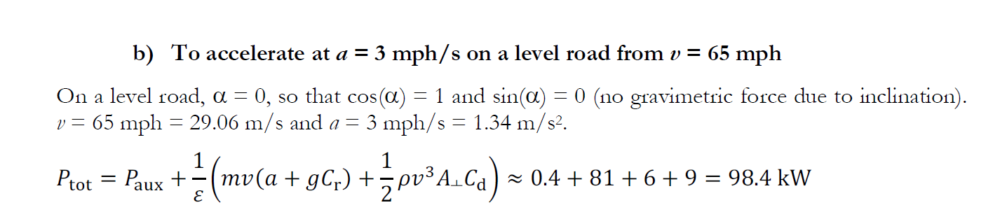 b) To accelerate at a = 3 mph/s on a level road from v = 65 mph
On a level road, α = 0, so that cos(α) = 1 and sin(α) = 0 (no gravimetric force due to inclination).
v = 65 mph = 29.06 m/s and a = 3 mph/s = 1.34 m/s².
P_tot = P_aux + 1/ε (mv(a + gC_r) + 1/2 ρv³A_⊥C_d) ≈ 0.4 + 81 + 6 + 9 = 98.4 kW